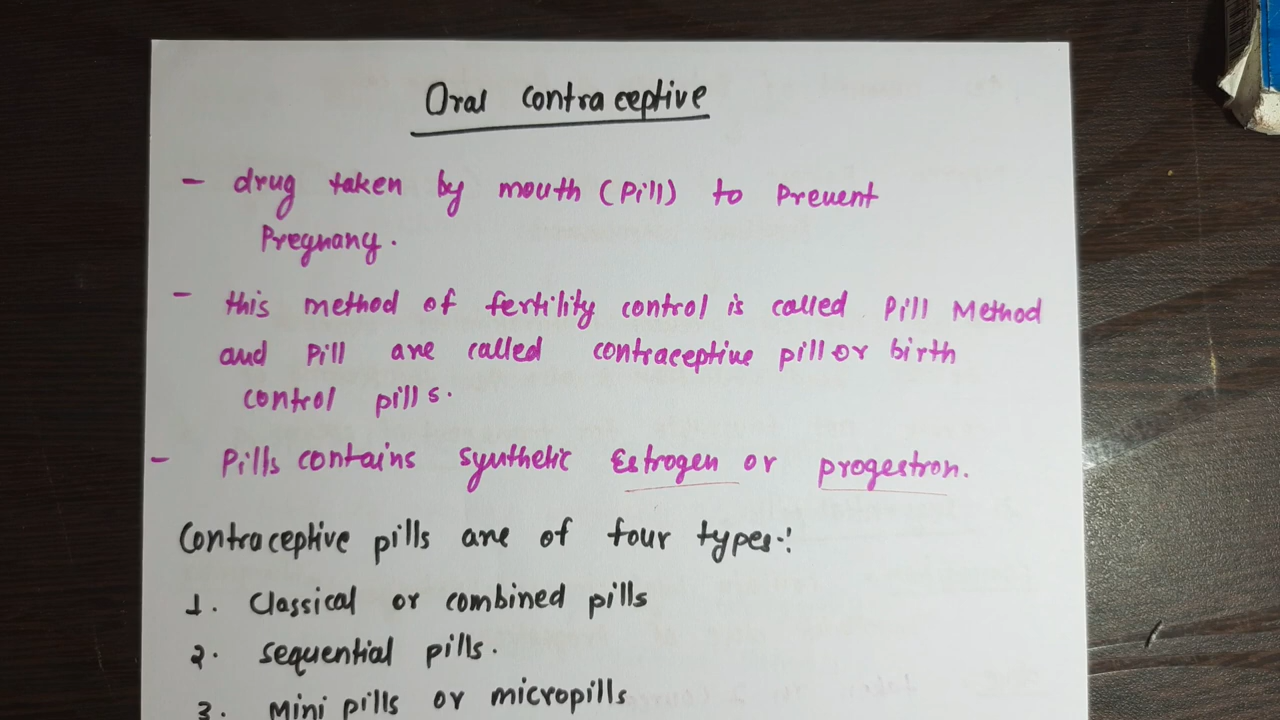 Oral contraceptive
- drug taken by mouth (Pill) to Prevent
Pregnancy.
- this method of fertility control is called Pill Method
and Pill are called contraceptive pill or birth
control pills.
- Pills contains synthetic Estrogen or progestron.
Contraceptive pills are of four types:
1. Classical or combined pills
2. sequential pills.
3. Mini pills or micropills